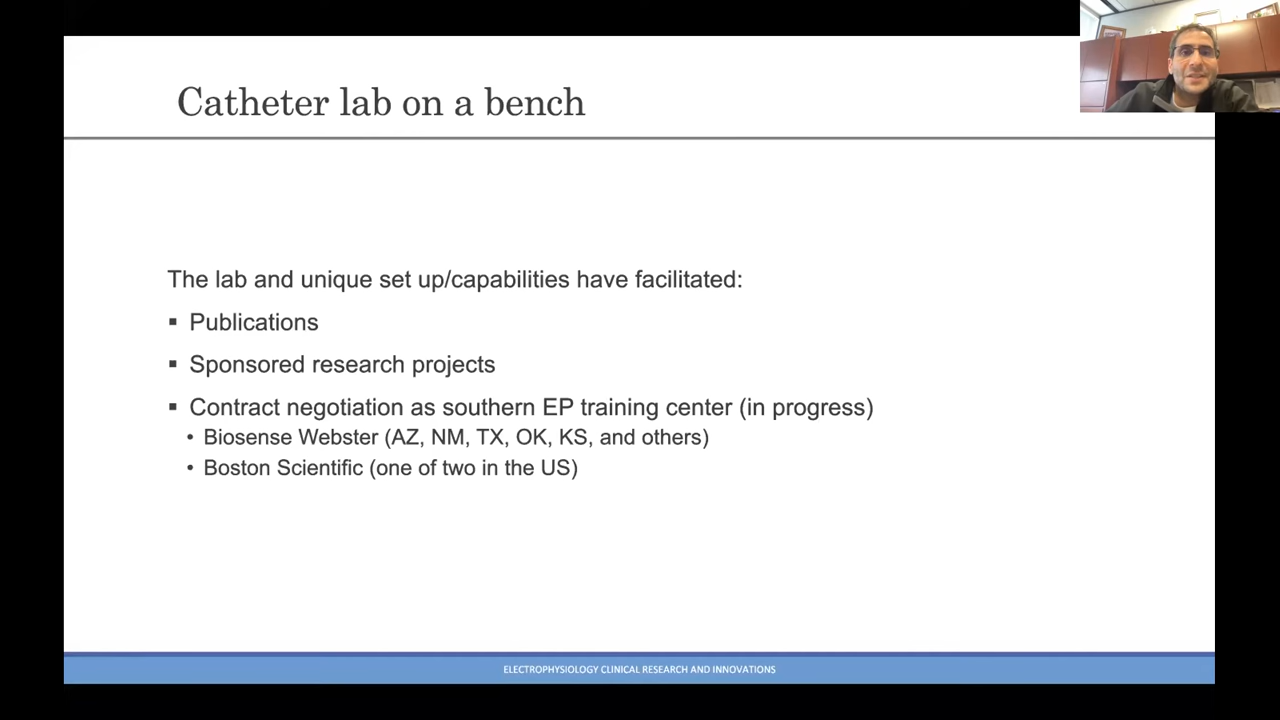 Catheter lab on a bench
The lab and unique set up/capabilities have facilitated:
▪ Publications
▪ Sponsored research projects
▪ Contract negotiation as southern EP training center (in progress)
• Biosense Webster (AZ, NM, TX, OK, KS, and others)
• Boston Scientific (one of two in the US)
ELECTROPHYSIOLOGY CLINICAL RESEARCH AND INNOVATIONS